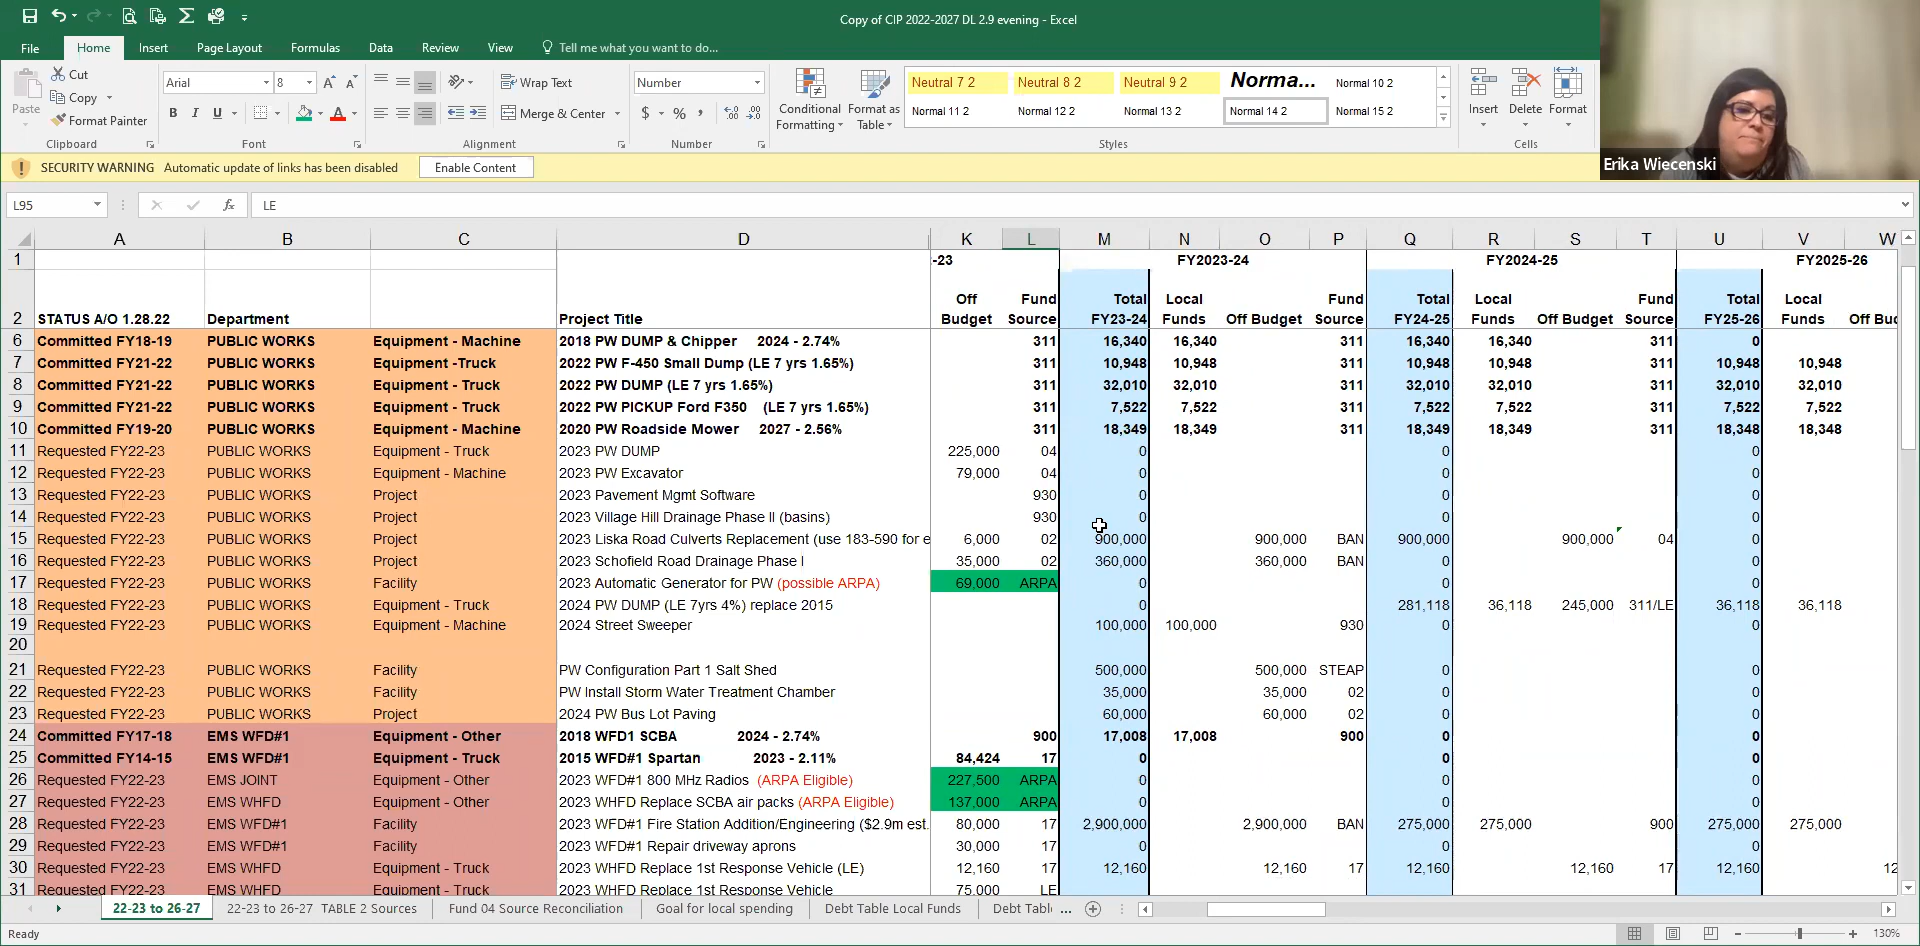 Copy of CIP 2022-2027 DL 2.9 evening - Excel
File Home Insert Page Layout Formulas Data Review View Tell me what you want to do...
Paste Cut Copy Format Painter Clipboard
Arial 8 B I U Font
Wrap Text Merge & Center Alignment
Number $ % , Number
Conditional Formatting Format as Table
Neutral 7 2 Neutral 8 2 Neutral 9 2 Norma... Normal 10 2
Normal 11 2 Normal 12 2 Normal 13 2 Normal 14 2 Normal 15 2
Styles
Insert Delete Format Cells
Erika Wiecenski
SECURITY WARNING Automatic update of links has been disabled Enable Content
L95 fx LE
A B C D K L M N O P Q R S T U V W
1 -23 FY2023-24 FY2024-25 FY2025-26
Off Fund Total Local Fund Total Local Fund Total Local
2 STATUS A/O 1.28.22 Department Project Title Budget Source FY23-24 Funds Off Budget Source FY24-25 Funds Off Budget Source FY25-26 Funds Off Buc
6 Committed FY18-19 PUBLIC WORKS Equipment - Machine 2018 PW DUMP & Chipper 2024 - 2.74% 311 16,340 16,340 311 16,340 16,340 311 0
7 Committed FY21-22 PUBLIC WORKS Equipment -Truck 2022 PW F-450 Small Dump (LE 7 yrs 1.65%) 311 10,948 10,948 311 10,948 10,948 311 10,948 10,948
8 Committed FY21-22 PUBLIC WORKS Equipment - Truck 2022 PW DUMP (LE 7 yrs 1.65%) 311 32,010 32,010 311 32,010 32,010 311 32,010 32,010
9 Committed FY21-22 PUBLIC WORKS Equipment - Truck 2022 PW PICKUP Ford F350 (LE 7 yrs 1.65%) 311 7,522 7,522 311 7,522 7,522 311 7,522 7,522
10 Committed FY19-20 PUBLIC WORKS Equipment - Machine 2020 PW Roadside Mower 2027 - 2.56% 311 18,349 18,349 311 18,349 18,349 311 18,348 18,348
11 Requested FY22-23 PUBLIC WORKS Equipment - Truck 2023 PW DUMP 225,000 04 0 0 0
12 Requested FY22-23 PUBLIC WORKS Equipment - Machine 2023 PW Excavator 79,000 04 0 0 0
13 Requested FY22-23 PUBLIC WORKS Project 2023 Pavement Mgmt Software 930 0 0 0
14 Requested FY22-23 PUBLIC WORKS Project 2023 Village Hill Drainage Phase II (basins) 930 0 0 0
15 Requested FY22-23 PUBLIC WORKS Project 2023 Liska Road Culverts Replacement (use 183-590 for e 6,000 02 900,000 900,000 BAN 900,000 900,000 04 0
16 Requested FY22-23 PUBLIC WORKS Project 2023 Schofield Road Drainage Phase I 35,000 02 360,000 360,000 BAN 0 0
17 Requested FY22-23 PUBLIC WORKS Facility 2023 Automatic Generator for PW (possible ARPA) 69,000 ARPA 0 0 0
18 Requested FY22-23 PUBLIC WORKS Equipment - Truck 2024 PW DUMP (LE 7yrs 4%) replace 2015 0 281,118 36,118 245,000 311/LE 36,118 36,118
19 Requested FY22-23 PUBLIC WORKS Equipment - Machine 2024 Street Sweeper 100,000 100,000 930 0 0
20
21 Requested FY22-23 PUBLIC WORKS Facility PW Configuration Part 1 Salt Shed 500,000 500,000 STEAP 0 0
22 Requested FY22-23 PUBLIC WORKS Facility PW Install Storm Water Treatment Chamber 35,000 35,000 02 0 0
23 Requested FY22-23 PUBLIC WORKS Project 2024 PW Bus Lot Paving 60,000 60,000 02 0 0
24 Committed FY17-18 EMS WFD#1 Equipment - Other 2018 WFD1 SCBA 2024 - 2.74% 900 17,008 17,008 900 0 0
25 Committed FY14-15 EMS WFD#1 Equipment - Truck 2015 WFD#1 Spartan 2023 - 2.11% 84,424 17 0 0 0
26 Requested FY22-23 EMS JOINT Equipment - Other 2023 WFD#1 800 MHz Radios (ARPA Eligible) 227,500 ARPA 0 0 0
27 Requested FY22-23 EMS WHFD Equipment - Other 2023 WHFD Replace SCBA air packs (ARPA Eligible) 137,000 ARPA 0 0 0
28 Requested FY22-23 EMS WFD#1 Facility 2023 WFD#1 Fire Station Addition/Engineering ($2.9m est. 80,000 17 2,900,000 2,900,000 BAN 275,000 275,000 900 275,000 275,000
29 Requested FY22-23 EMS WFD#1 Facility 2023 WFD#1 Repair driveway aprons 30,000 17 0 0 0
30 Requested FY22-23 EMS WHFD Equipment - Truck 2023 WHFD Replace 1st Response Vehicle (LE) 12,160 17 12,160 12,160 17 12,160 12,160 17 12,160 12
31 Requested FY22-23 EMS WHFD Equipment - Truck 2023 WHFD Replace 1st Response Vehicle 75,000 LE 0 0 0
22-23 to 26-27 22-23 to 26-27 TABLE 2 Sources Fund 04 Source Reconciliation Goal for local spending Debt Table Local Funds Debt Tabl ...
Ready 130%